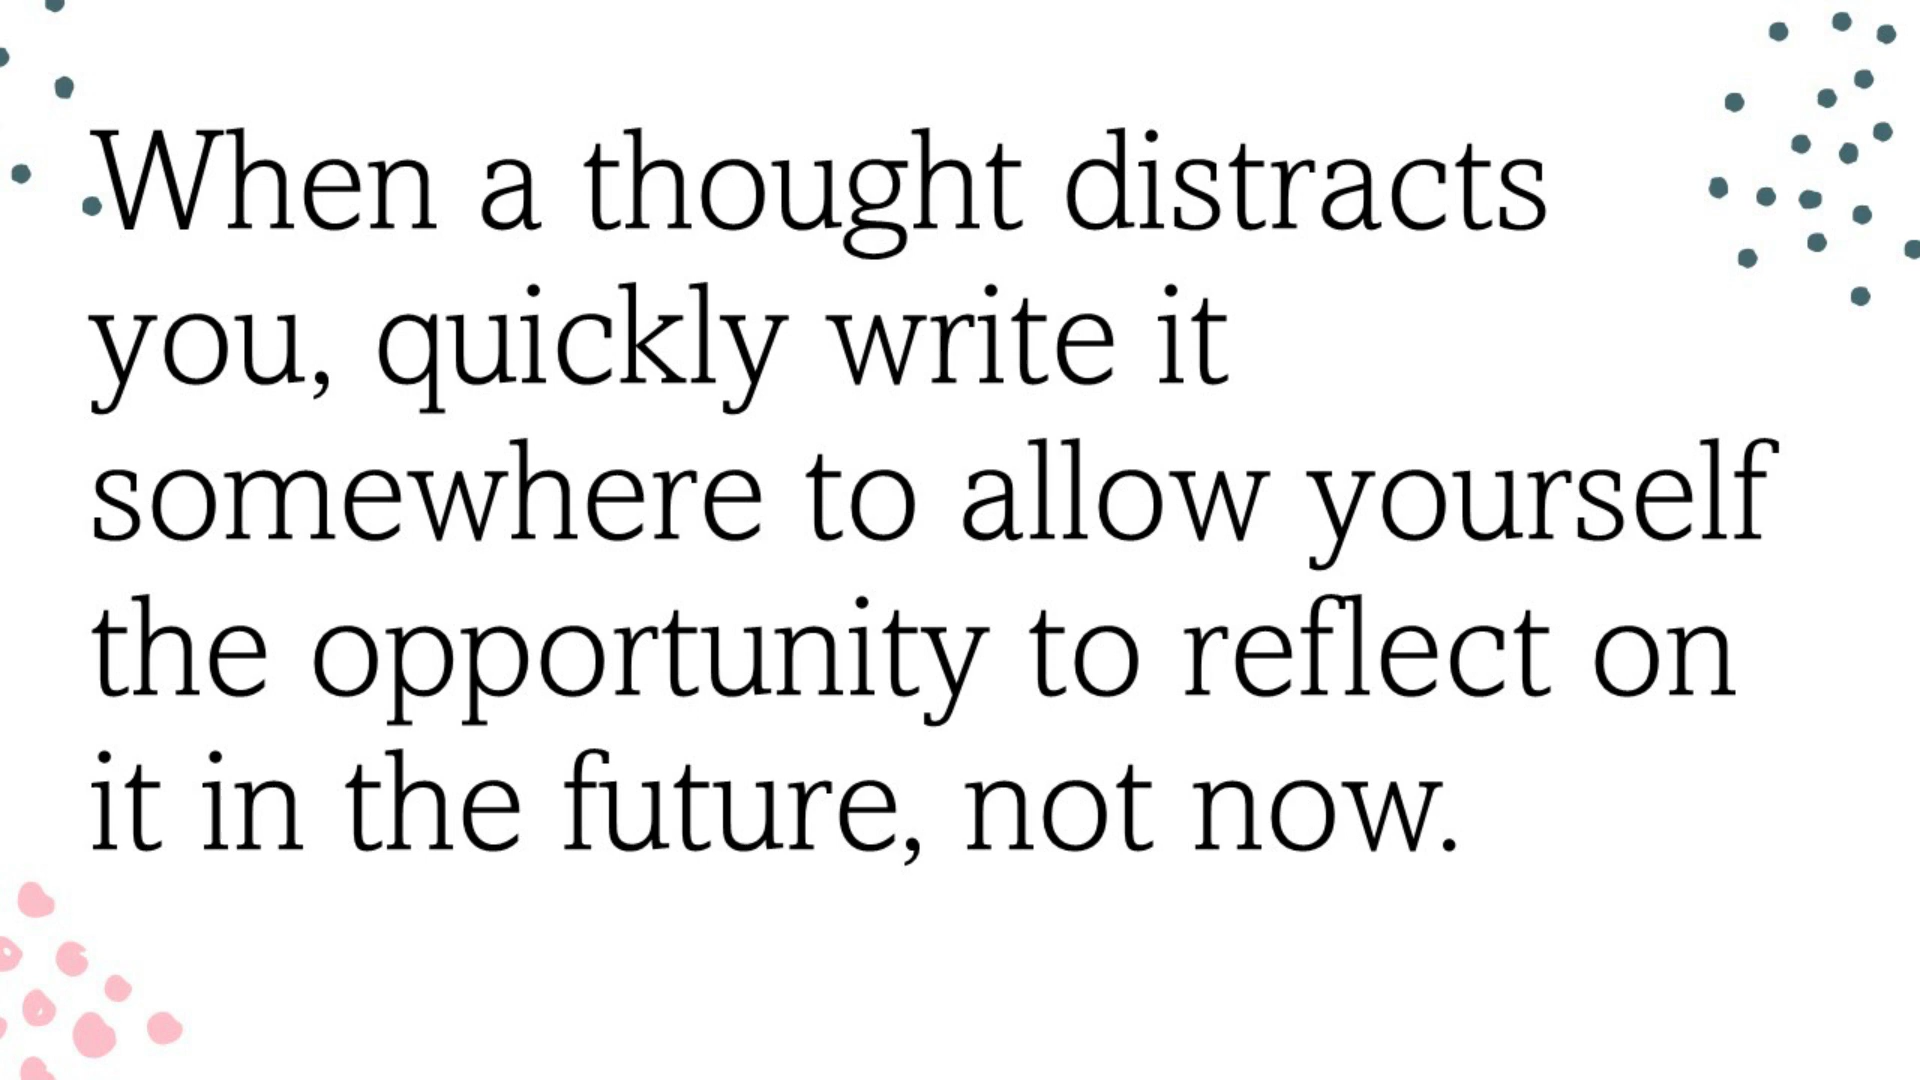 When a thought distracts
you, quickly write it
somewhere to allow yourself
the opportunity to reflect on
it in the future, not now.